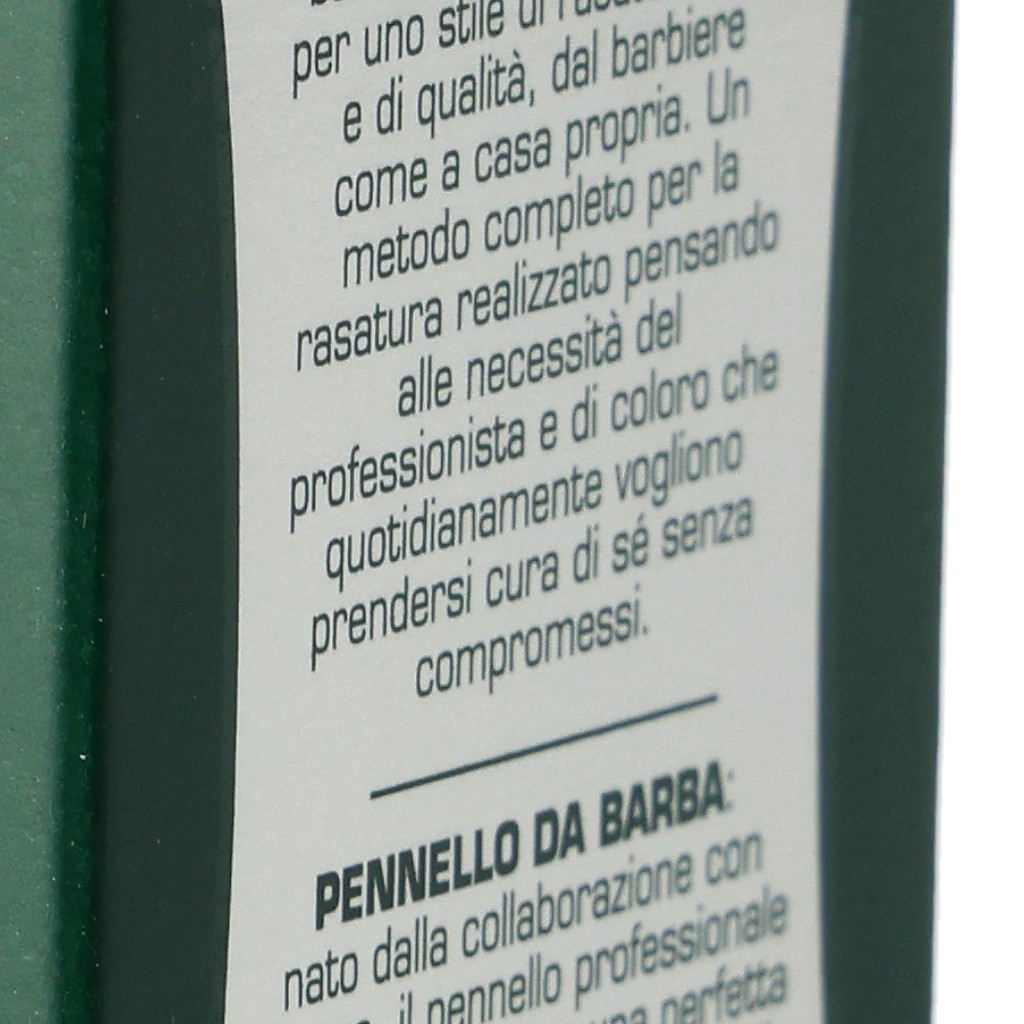 per uno stile di
e di qualità, dal barbiere
come a casa propria. Un
metodo completo per la
rasatura realizzato pensando
alle necessità del
professionista e di coloro che
quotidianamente vogliono
prendersi cura di sé senza
compromessi.
PENNELLO DA BARBA:
nato dalla collaborazione con
il pennello professionale
perfetta